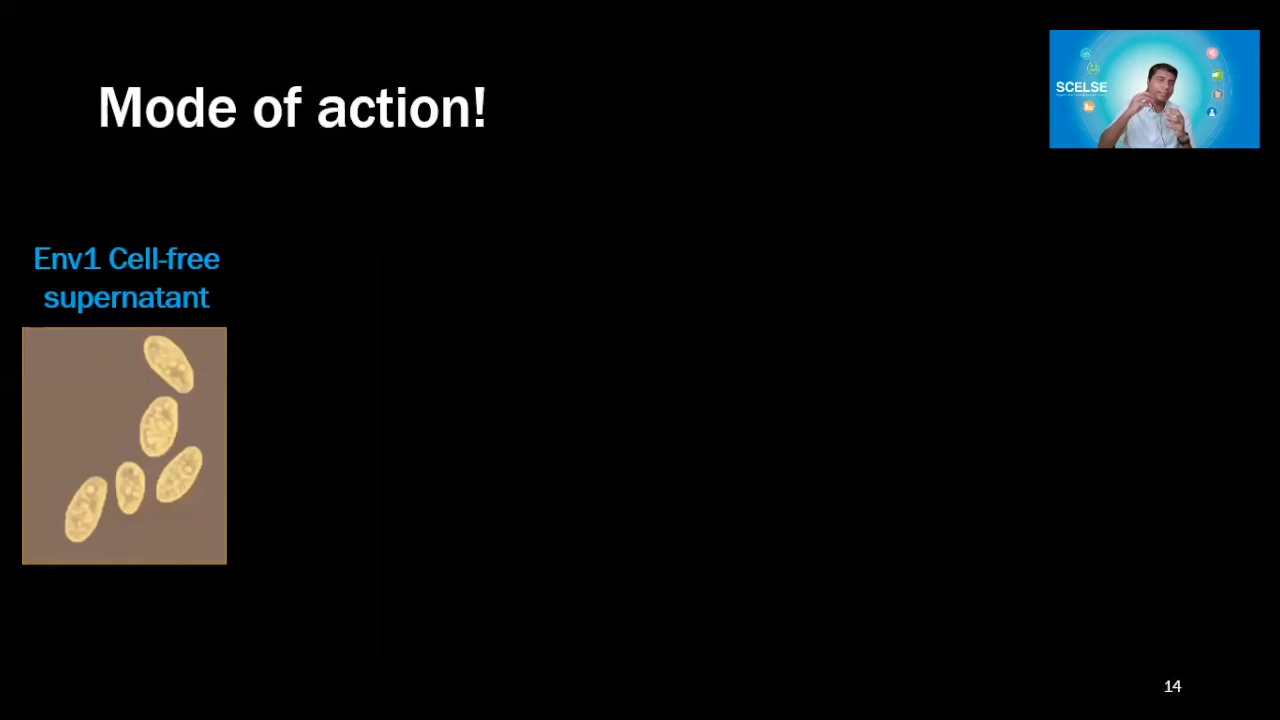 Mode of action!
SCELSE
Env1 Cell-free
supernatant
14